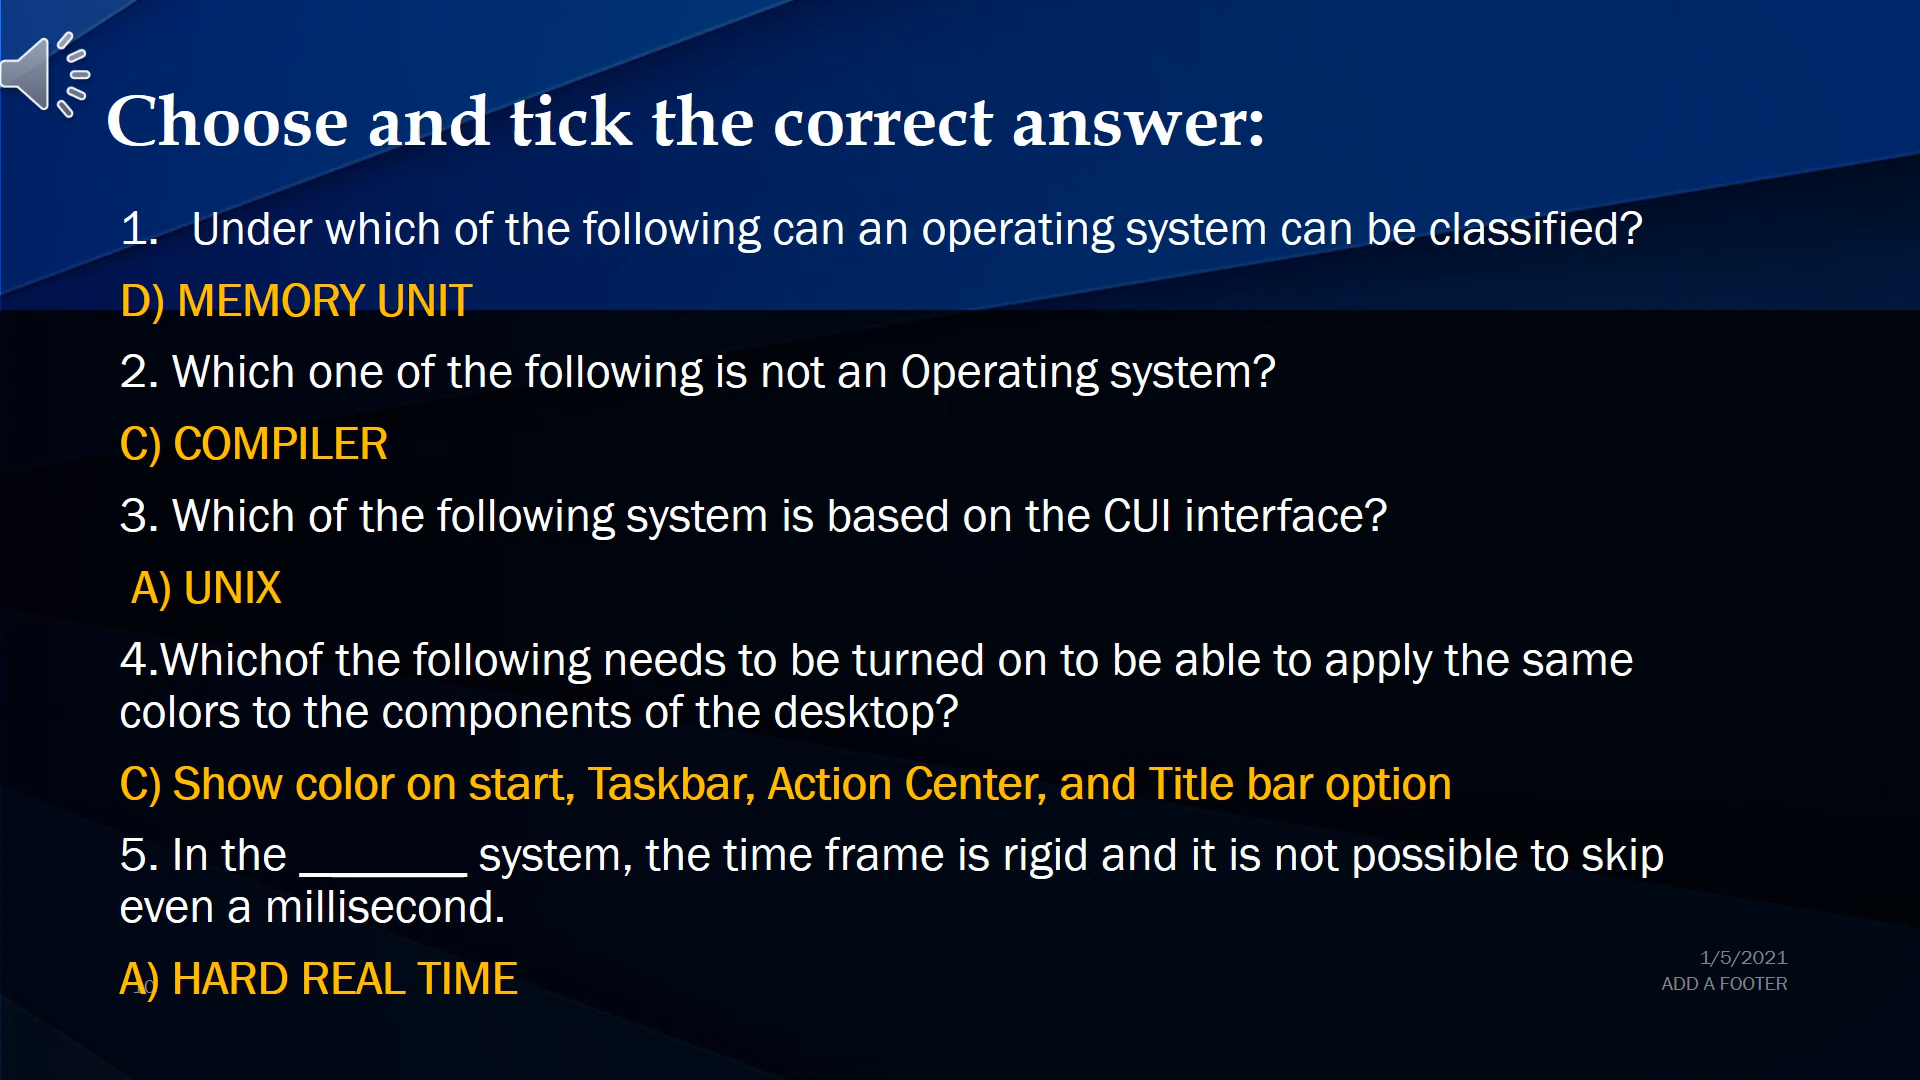 Choose and tick the correct answer:
1. Under which of the following can an operating system can be classified?
D) MEMORY UNIT
2. Which one of the following is not an Operating system?
C) COMPILER
3. Which of the following system is based on the CUI interface?
A) UNIX
4.Whichof the following needs to be turned on to be able to apply the same
colors to the components of the desktop?
C) Show color on start, Taskbar, Action Center, and Title bar option
5. In the _______ system, the time frame is rigid and it is not possible to skip
even a millisecond.
A) HARD REAL TIME
10
1/5/2021
ADD A FOOTER